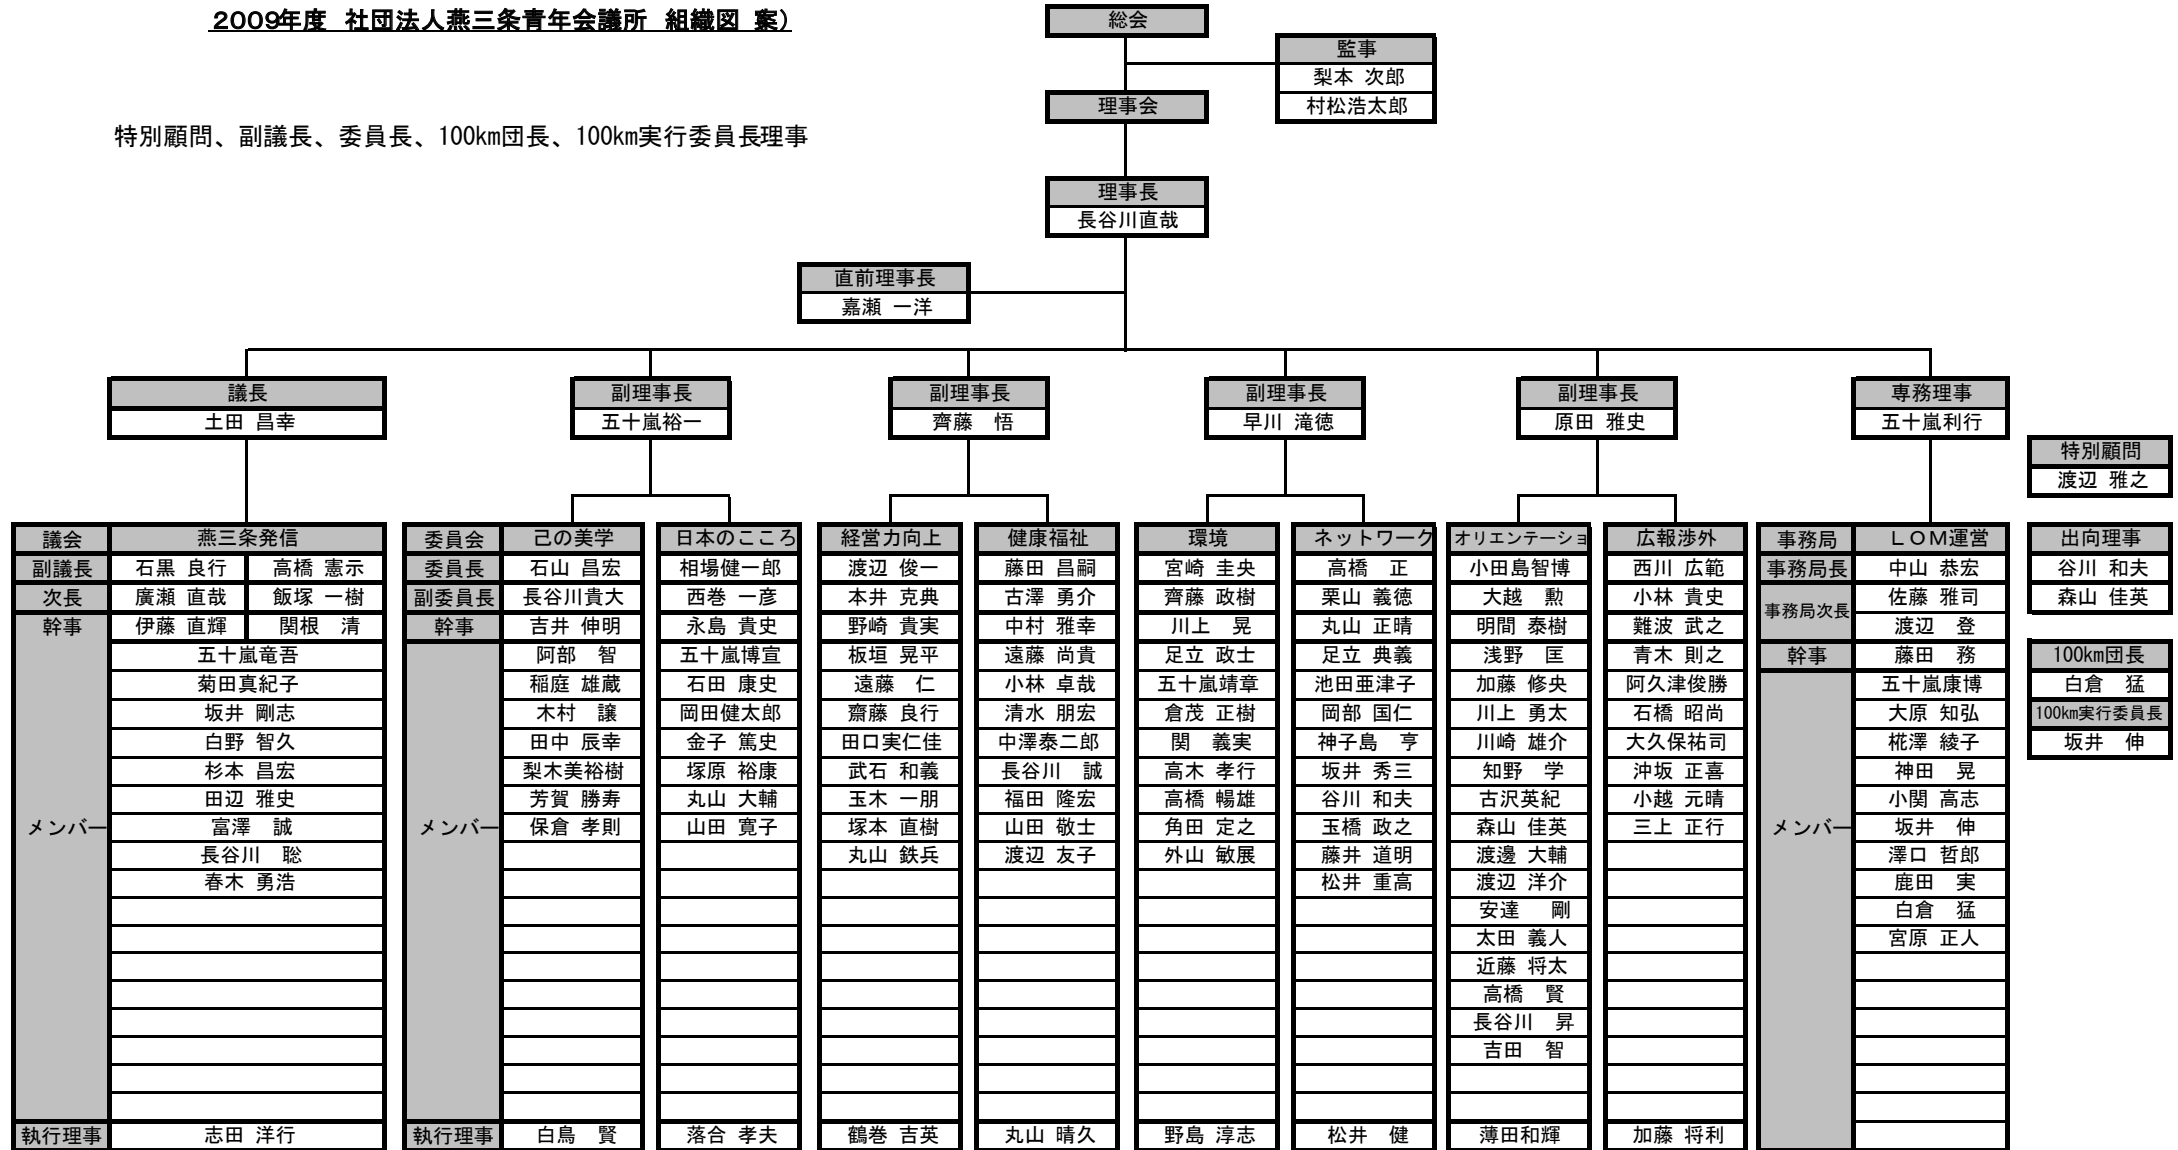 2009年度 社団法人燕三条青年会議所 組織図 案)
総会
監事
梨本 次郎
村松浩太郎
理事会
特別顧問、副議長、委員長、100km団長、100km実行委員長理事
理事長
長谷川直哉
直前理事長
嘉瀬 一洋
議長 副理事長 副理事長 副理事長 副理事長 専務理事
土田 昌幸 五十嵐裕一 齊藤 悟 早川 滝徳 原田 雅史 五十嵐利行
特別顧問
渡辺 雅之
議会 燕三条発信 委員会 己の美学 日本のこころ 経営力向上 健康福祉 環境 ネットワーク オリエンテーショ 広報渉外 事務局 LOM運営 出向理事
副議長 石黒 良行 高橋 憲示 委員長 石山 昌宏 相場健一郎 渡辺 俊一 藤田 昌嗣 宮崎 圭央 高橋 正 小田島智博 西川 広範 事務局長 中山 恭宏 谷川 和夫
次長 廣瀬 直哉 飯塚 一樹 副委員長 長谷川貴大 西巻 一彦 本井 克典 古澤 勇介 齊藤 政樹 栗山 義徳 大越 勲 小林 貴史 事務局次長 佐藤 雅司 森山 佳英
幹事 伊藤 直輝 関根 清 幹事 吉井 伸明 永島 貴史 野崎 貴実 中村 雅幸 川上 晃 丸山 正晴 明間 泰樹 難波 武之 渡辺 登
五十嵐竜吾 阿部 智 五十嵐博宣 板垣 晃平 遠藤 尚貴 足立 政士 足立 典義 浅野 匡 青木 則之 幹事 藤田 務 100km団長
菊田真紀子 稲庭 雄蔵 石田 康史 遠藤 仁 小林 卓哉 五十嵐靖章 池田亜津子 加藤 修央 阿久津俊勝 五十嵐康博 白倉 猛
坂井 剛志 木村 譲 岡田健太郎 齋藤 良行 清水 朋宏 倉茂 正樹 岡部 国仁 川上 勇太 石橋 昭尚 大原 知弘 100km実行委員長
白野 智久 田中 辰幸 金子 篤史 田口実仁佳 中澤泰二郎 関 義実 神子島 亨 川崎 雄介 大久保祐司 椛澤 綾子 坂井 伸
杉本 昌宏 梨木美裕樹 塚原 裕康 武石 和義 長谷川 誠 高木 孝行 坂井 秀三 知野 学 沖坂 正喜 神田 晃
田辺 雅史 芳賀 勝寿 丸山 大輔 玉木 一朋 福田 隆宏 高橋 暢雄 谷川 和夫 古沢英紀 小越 元晴 小関 高志
メンバー 富澤 誠 メンバー 保倉 孝則 山田 寛子 塚本 直樹 山田 敬士 角田 定之 玉橋 政之 森山 佳英 三上 正行 メンバー 坂井 伸
長谷川 聡 丸山 鉄兵 渡辺 友子 外山 敏展 藤井 道明 渡邊 大輔 澤口 哲郎
春木 勇浩 松井 重高 渡辺 洋介 鹿田 実
安達 剛 白倉 猛
太田 義人 宮原 正人
近藤 将太
高橋 賢
長谷川 昇
吉田 智
執行理事 志田 洋行 執行理事 白鳥 賢 落合 孝夫 鶴巻 吉英 丸山 晴久 野島 淳志 松井 健 薄田和輝 加藤 将利